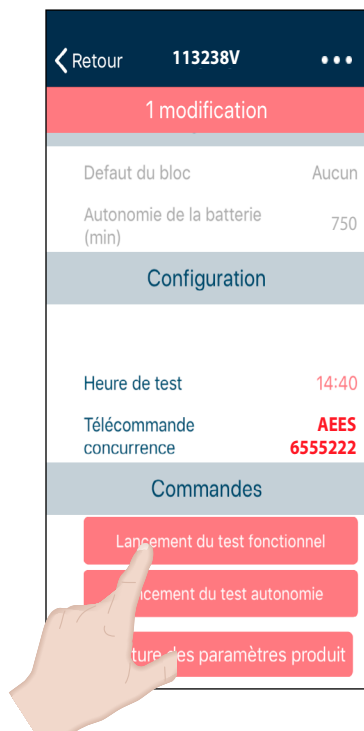 Retour 113238V
1 modification
Defaut du bloc Aucun
Autonomie de la batterie
(min) 750
Configuration
Heure de test 14:40
Télécommande AEES
concurrence 6555222
Commandes
Lancement du test fonctionnel
cement du test autonomie
ture des paramètres produit